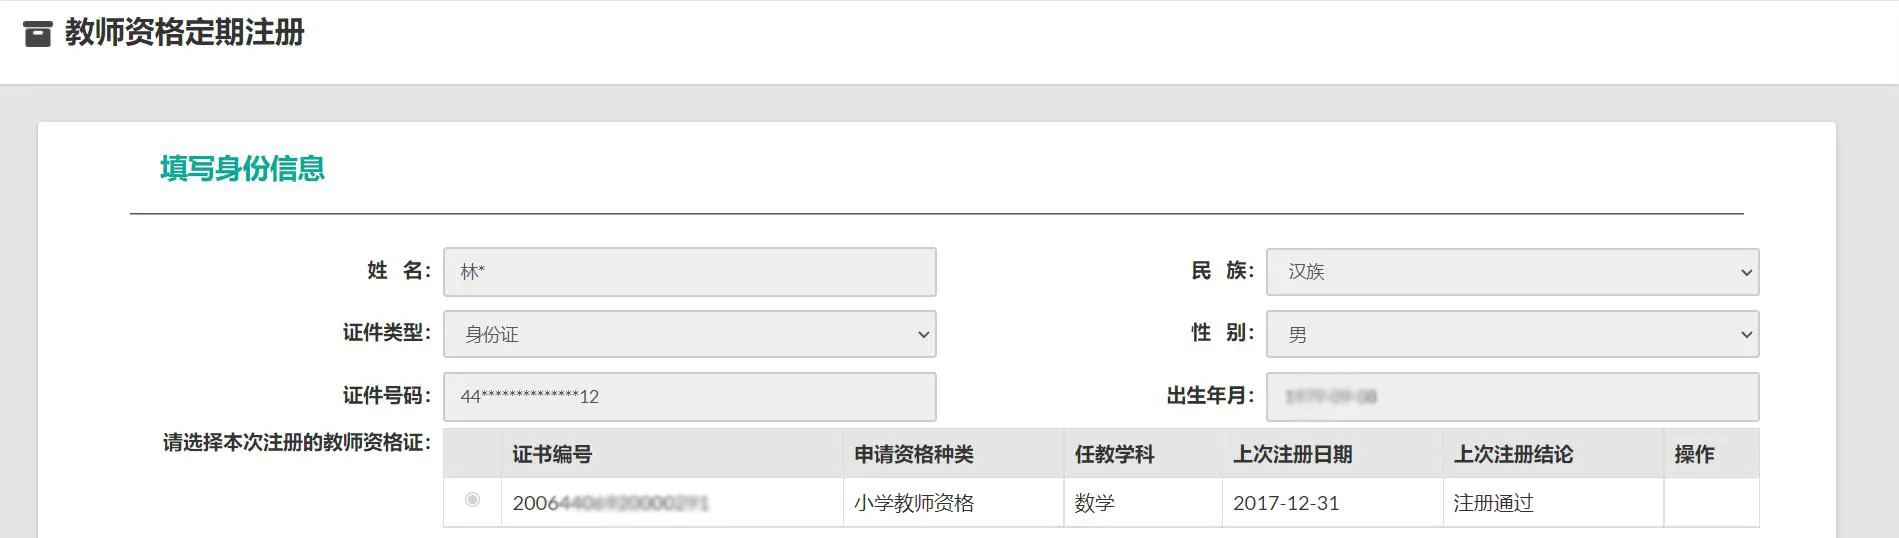 教师资格定期注册
填写身份信息
姓 名： 林* 民 族： 汉族
证件类型： 身份证 性 别： 男
证件号码： 44**************12 出生年月：
请选择本次注册的教师资格证： 证书编号 申请资格种类 任教学科 上次注册日期 上次注册结论 操作
2006 小学教师资格 数学 2017-12-31 注册通过